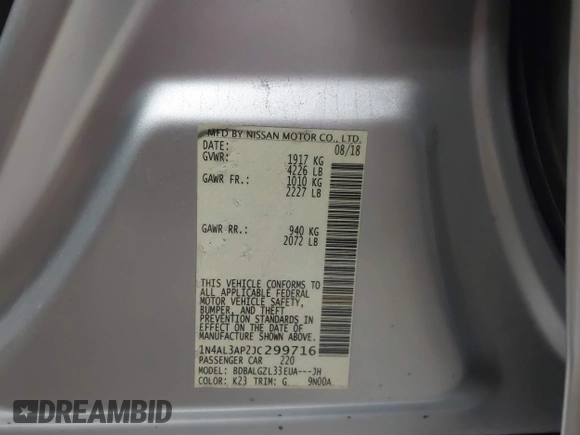 MFD BY NISSAN MOTOR CO., LTD.
DATE: 08/18
GVWR: 1917 KG
4226 LB
GAWR FR.: 1010 KG
2227 LB
GAWR RR.: 940 KG
2072 LB
THIS VEHICLE CONFORMS TO
ALL APPLICABLE FEDERAL
MOTOR VEHICLE SAFETY,
BUMPER, AND THEFT
PREVENTION STANDARDS IN
EFFECT ON THE DATE OF
MANUFACTURE SHOWN ABOVE.
1N4AL3AP2JC299716
PASSENGER CAR 220
MODEL: BDBALGZL33EUA---JH
COLOR: K23 TRIM: G 9N00A
DREAMBID